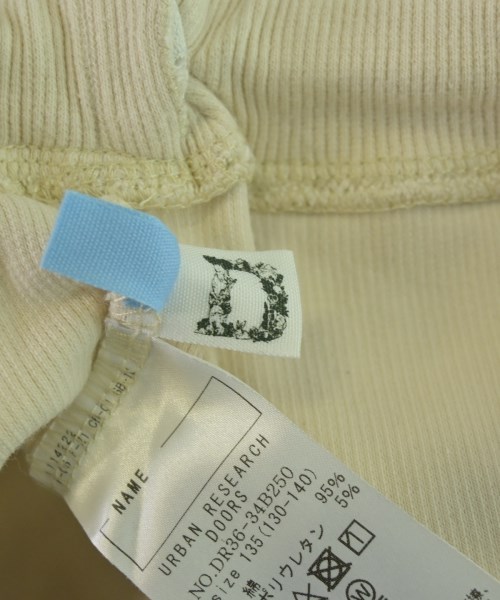 D
NAME
URBAN RESEARCH
DOORS
NO.DR36-34B250
size 135(130-140)
綿 95%
ポリウレタン 5%